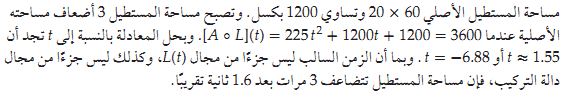 مساحة المستطيل الأصلي 60 × 20 وتساوي 1200 بكسل. وتصبح مساحة المستطيل 3 أضعاف مساحته
الأصلية عندما 3600 = 1200 + 1200t + 225t² = [A ∘ L](t). وبحل المعادلة بالنسبة إلى t تجد أن
t ≈ 1.55 أو t = −6.88. وبما أن الزمن السالب ليس جزءًا من مجال L(t)، وكذلك ليس جزءًا من مجال
دالة التركيب، فإن مساحة المستطيل تتضاعف 3 مرات بعد 1.6 ثانية تقريبًا.